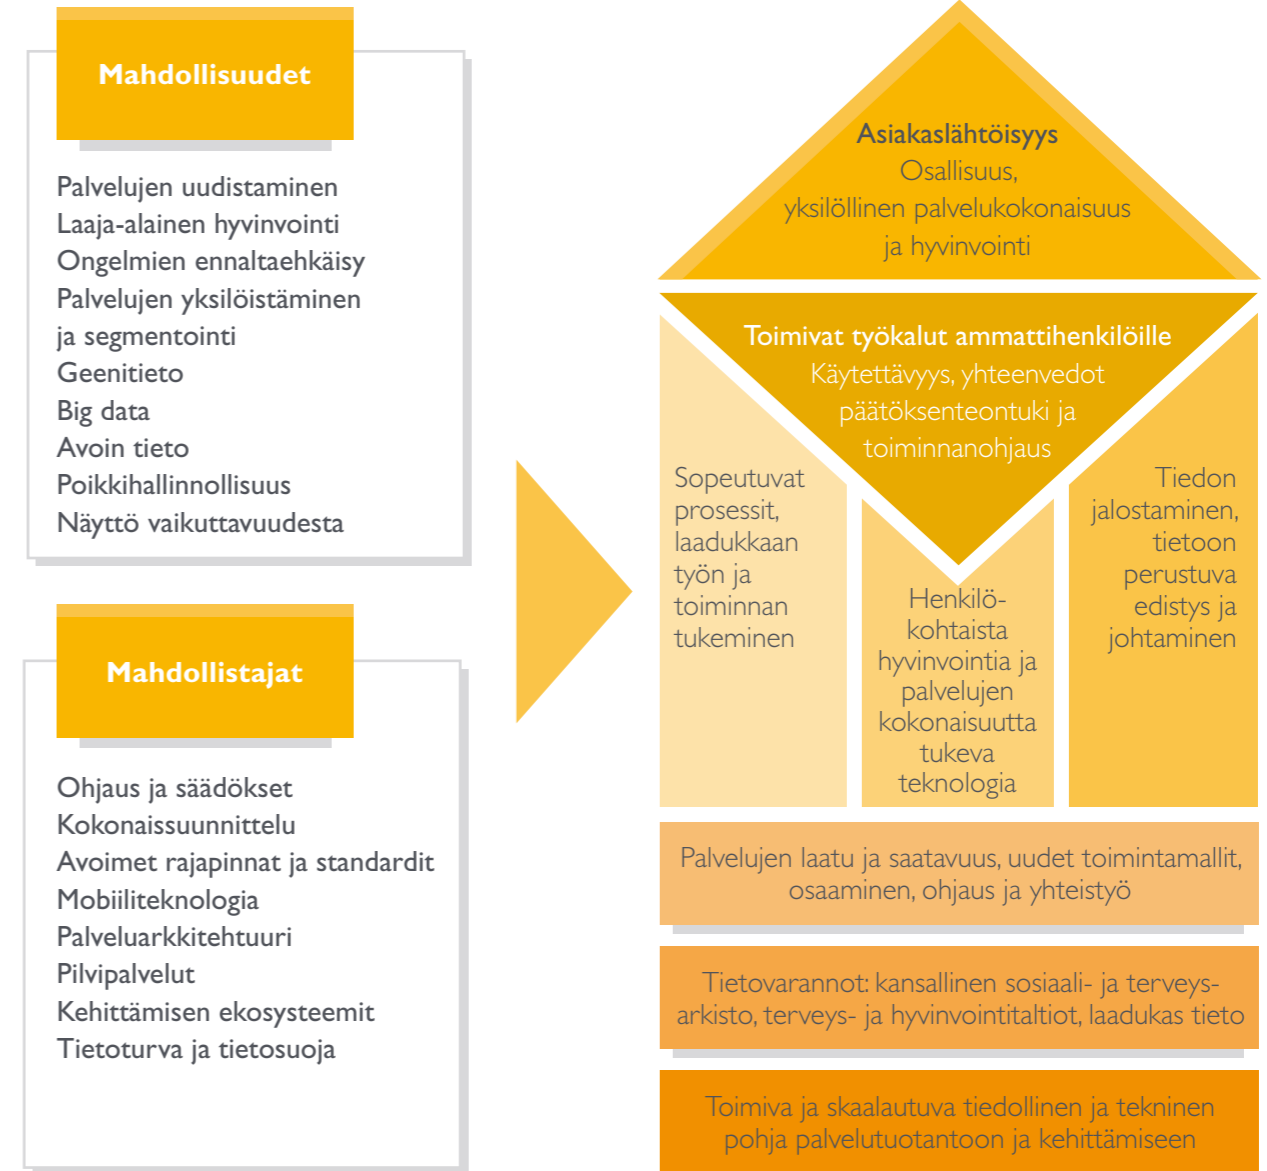 Mahdollisuudet
Palvelujen uudistaminen
Laaja-alainen hyvinvointi
Ongelmien ennaltaehkäisy
Palvelujen yksilöistäminen
ja segmentointi
Geenitieto
Big data
Avoin tieto
Poikkihallinnollisuus
Näyttö vaikuttavuudesta
Mahdollistajat
Ohjaus ja säädökset
Kokonaissuunnittelu
Avoimet rajapinnat ja standardit
Mobiiliteknologia
Palveluarkkitehtuuri
Pilvipalvelut
Kehittämisen ekosysteemit
Tietoturva ja tietosuoja
Asiakaslähtöisyys
Osallisuus,
yksilöllinen palvelukokonaisuus
ja hyvinvointi
Toimivat työkalut ammattihenkilöille
Käytettävyys, yhteenvedot
päätöksenteontuki ja
toiminnanohjaus
Sopeutuvat
prosessit,
laadukkaan
työn ja
toiminnan
tukeminen
Henkilö-
kohtaista
hyvinvointia ja
palvelujen
kokonaisuutta
tukeva
teknologia
Tiedon
jalostaminen,
tietoon
perustuva
edistys ja
johtaminen
Palvelujen laatu ja saatavuus, uudet toimintamallit,
osaaminen, ohjaus ja yhteistyö
Tietovarannot: kansallinen sosiaali- ja terveys-
arkisto, terveys- ja hyvinvointitaltiot, laadukas tieto
Toimiva ja skaalautuva tiedollinen ja tekninen
pohja palvelutuotantoon ja kehittämiseen